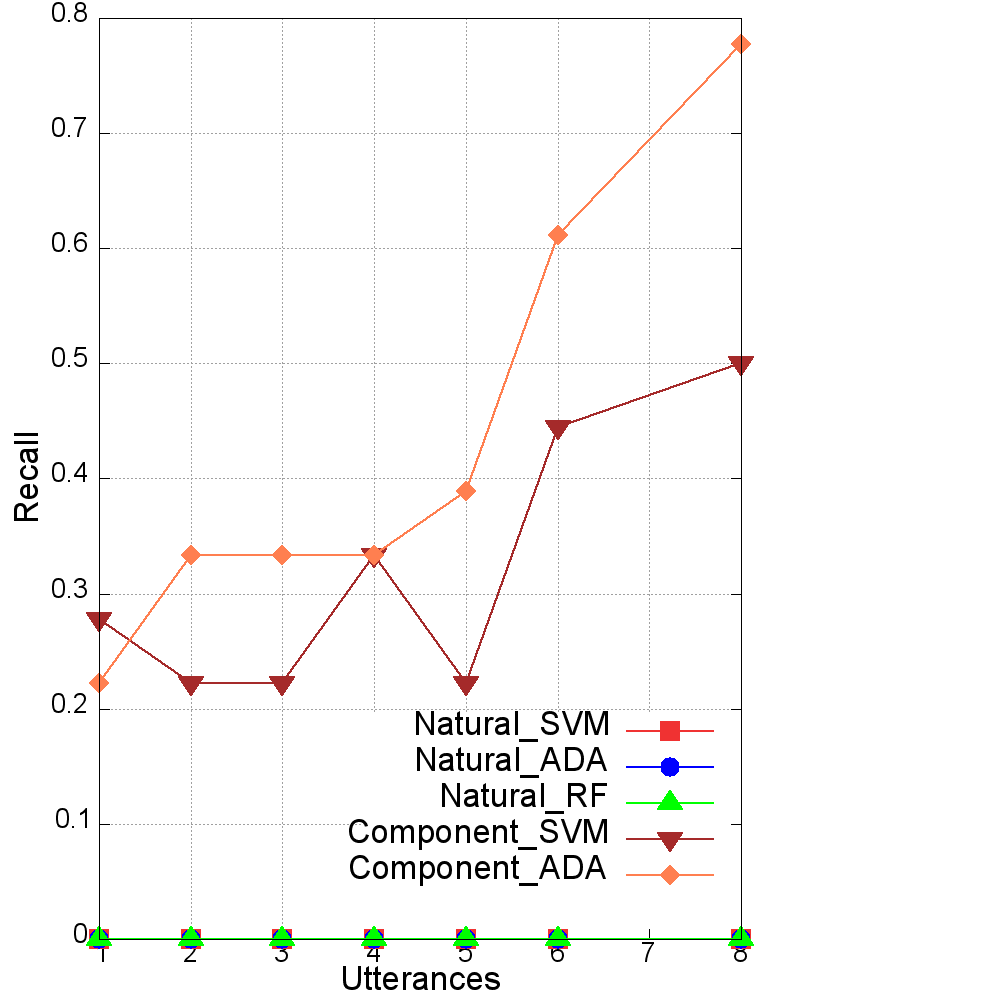 0.8
0.7
0.6
0.5
0.4
0.3
0.2
0.1
0
Recall
Natural_SVM
Natural_ADA
Natural_RF
Component_SVM
Component_ADA
1 2 3 4 5 6 7 8
Utterances